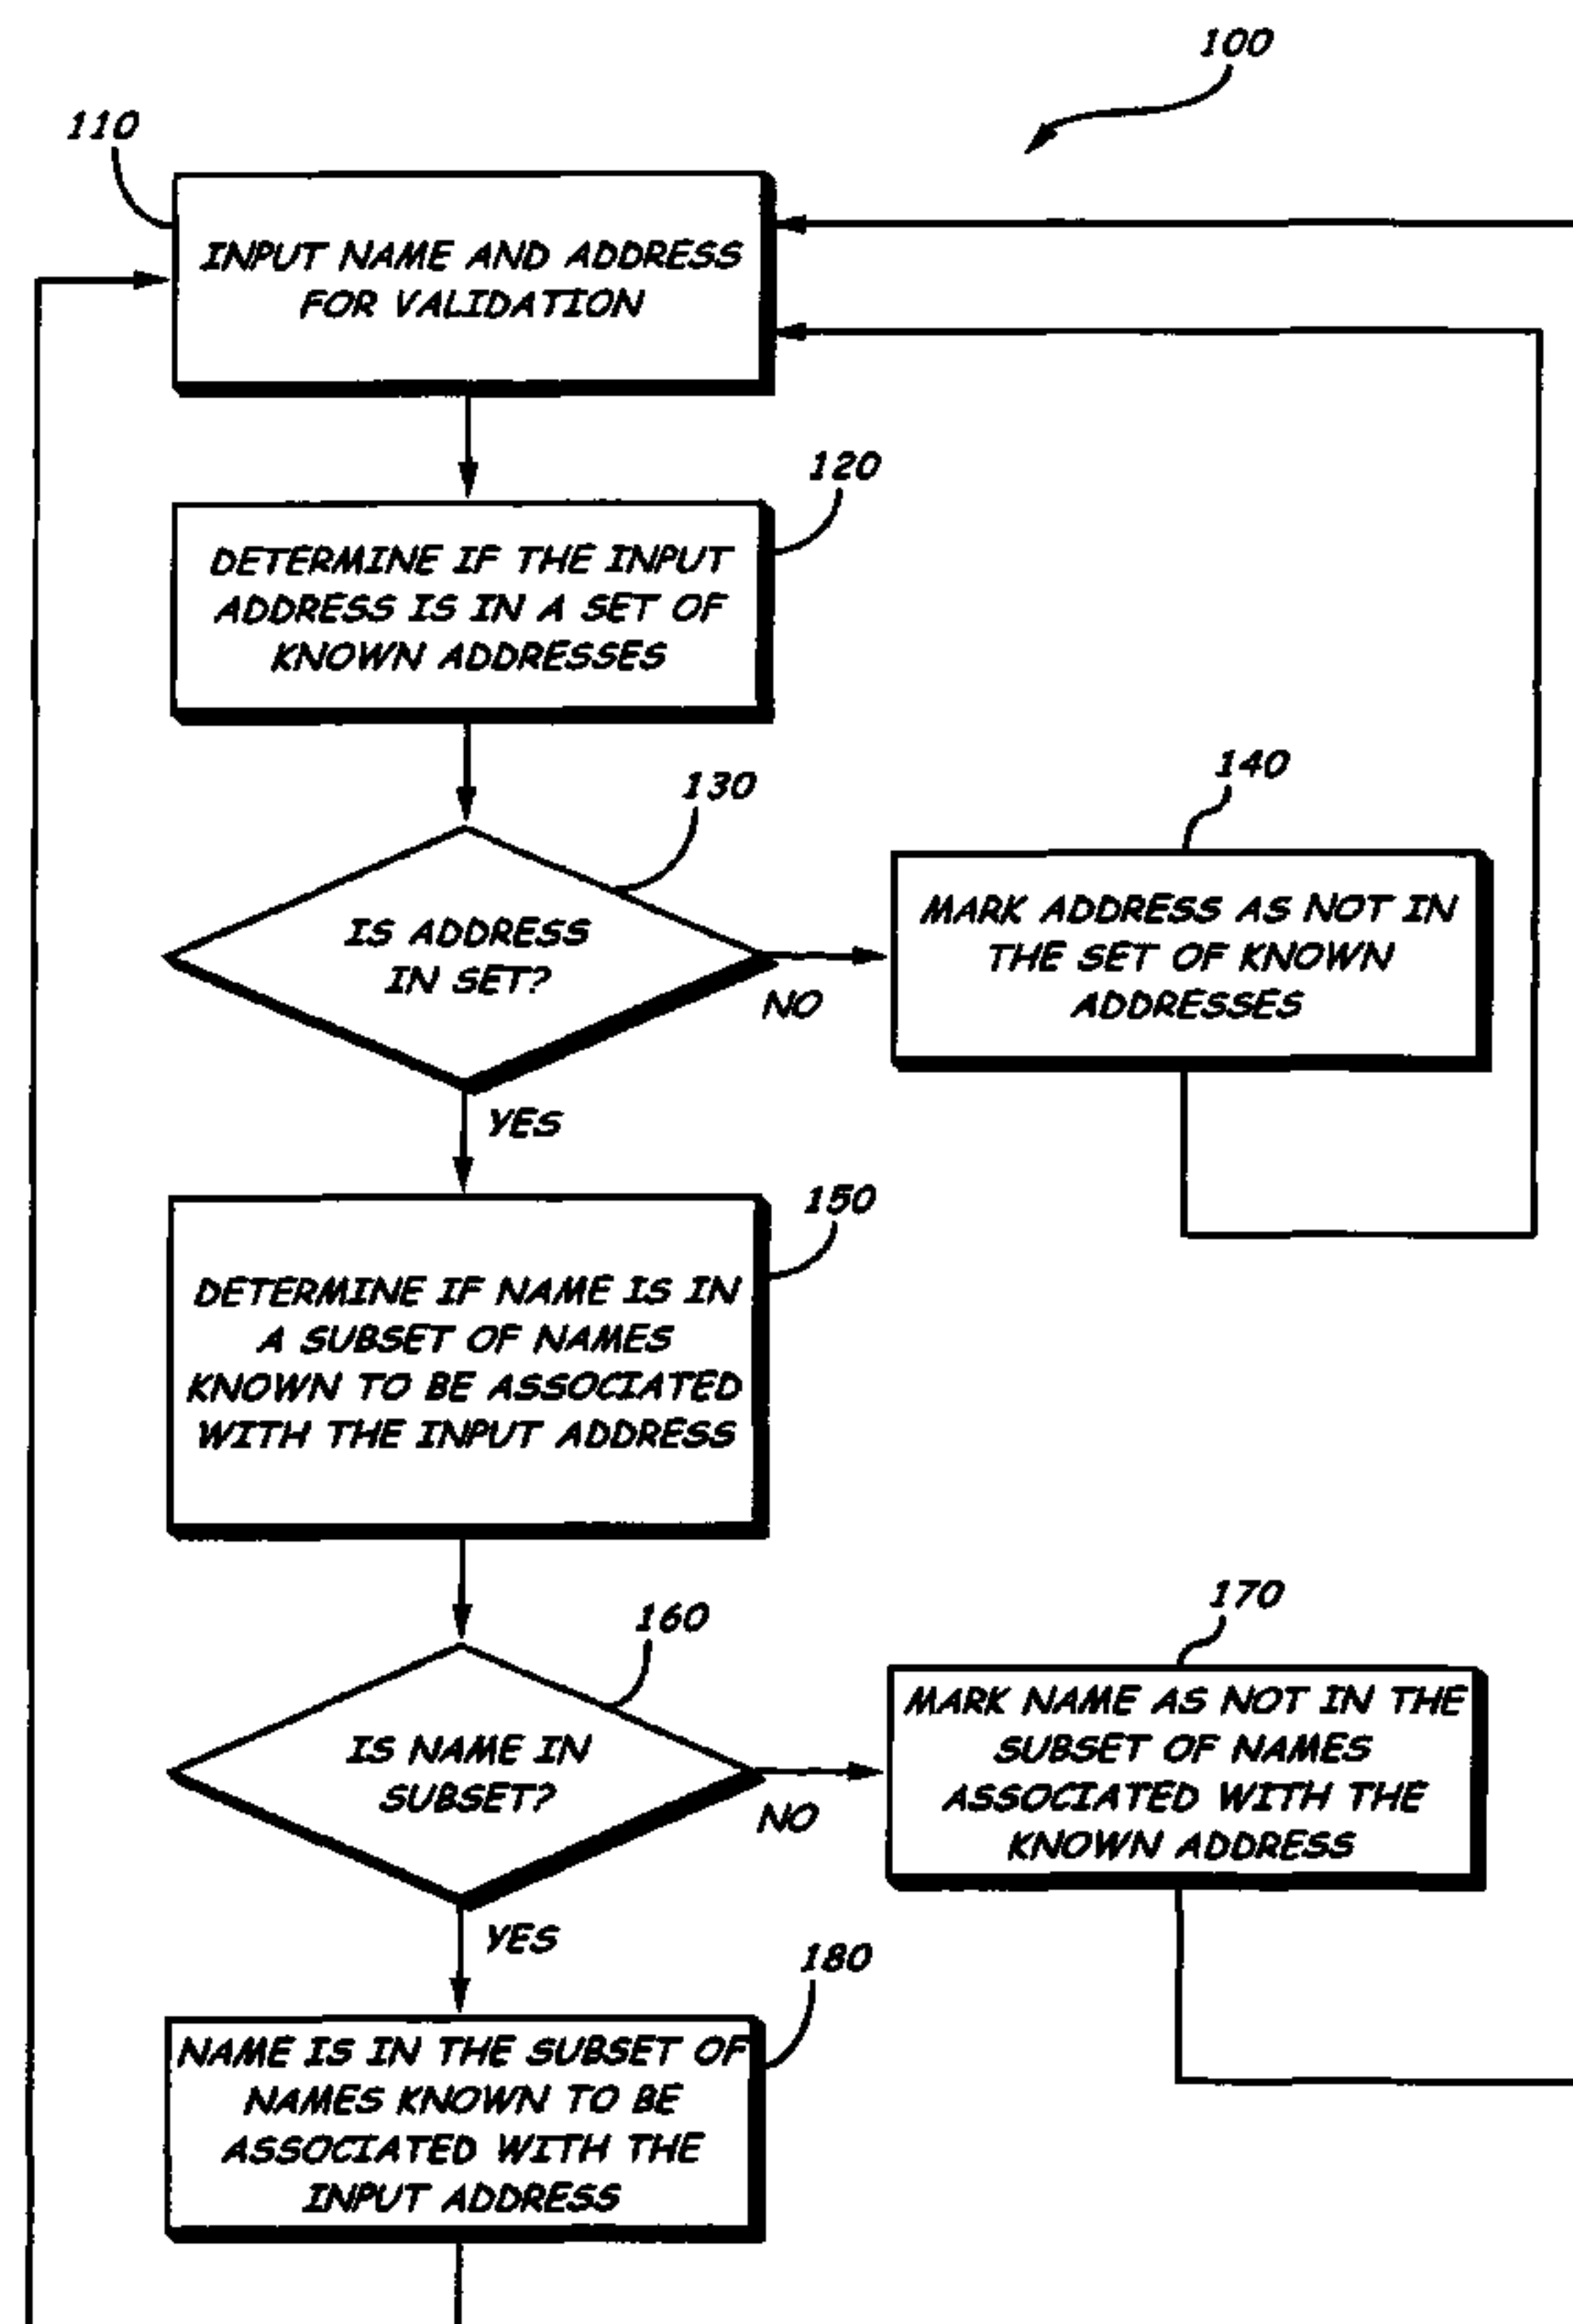 100
110
INPUT NAME AND ADDRESS
FOR VALIDATION
120
DETERMINE IF THE INPUT
ADDRESS IS IN A SET OF
KNOWN ADDRESSES
130
IS ADDRESS
IN SET?
NO
YES
140
MARK ADDRESS AS NOT IN
THE SET OF KNOWN
ADDRESSES
150
DETERMINE IF NAME IS IN
A SUBSET OF NAMES
KNOWN TO BE ASSOCIATED
WITH THE INPUT ADDRESS
160
IS NAME IN
SUBSET?
NO
YES
170
MARK NAME AS NOT IN THE
SUBSET OF NAMES
ASSOCIATED WITH THE
KNOWN ADDRESS
180
NAME IS IN THE SUBSET OF
NAMES KNOWN TO BE
ASSOCIATED WITH THE
INPUT ADDRESS